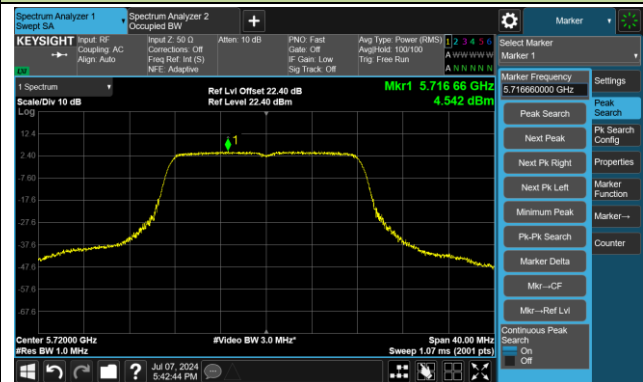 Spectrum Analyzer 1
Swept SA
Spectrum Analyzer 2
Occupied BW
+
Marker
KEYSIGHT
Input: RF
Coupling: AC
Align: Auto
Input Z: 50 Ω
Corrections: Off
Freq Ref: Int (S)
NFE: Adaptive
Atten: 10 dB
PNO: Fast
Gate: Off
IF Gain: Low
Sig Track: Off
Avg Type: Power (RMS)
Avg|Hold: 100/100
Trig: Free Run
1 2 3 4 5 6
A W W W W W
A N N N N N
LXI
Select Marker
Marker 1
1 Spectrum
Scale/Div 10 dB
Log
Ref Lvl Offset 22.40 dB
Ref Level 22.40 dBm
Mkr1 5.716 66 GHz
4.542 dBm
12.4
2.40
-7.60
-17.6
-27.6
-37.6
-47.6
-57.6
-67.6
1
Center 5.72000 GHz
#Res BW 1.0 MHz
#Video BW 3.0 MHz*
Span 40.00 MHz
Sweep 1.07 ms (2001 pts)
Marker Frequency
5.716660000 GHz
Peak Search
Next Peak
Next Pk Right
Next Pk Left
Minimum Peak
Pk-Pk Search
Marker Delta
Mkr→CF
Mkr→Ref Lvl
Continuous Peak
Search
On
Off
Settings
Peak
Search
Pk Search
Config
Properties
Marker
Function
Marker→
Counter
?
Jul 07, 2024
5:42:44 PM